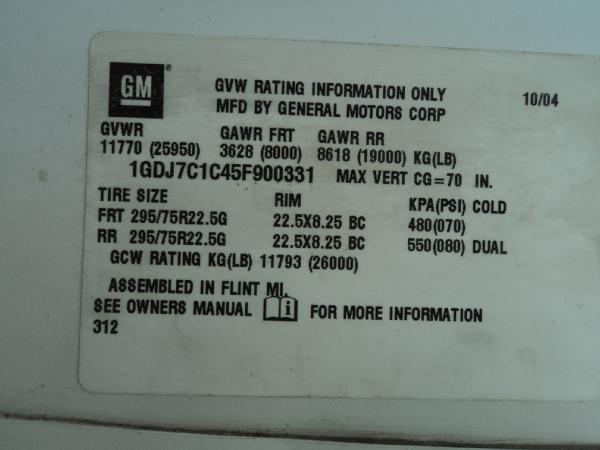 GM ®
GVW RATING INFORMATION ONLY 10/04
MFD BY GENERAL MOTORS CORP
GVWR GAWR FRT GAWR RR
11770 (25950) 3628 (8000) 8618 (19000) KG(LB)
1GDJ7C1C45F900331 MAX VERT CG=70 IN.
TIRE SIZE RIM KPA(PSI) COLD
FRT 295/75R22.5G 22.5X8.25 BC 480(070)
RR 295/75R22.5G 22.5X8.25 BC 550(080) DUAL
GCW RATING KG(LB) 11793 (26000)
ASSEMBLED IN FLINT MI.
SEE OWNERS MANUAL i FOR MORE INFORMATION
312